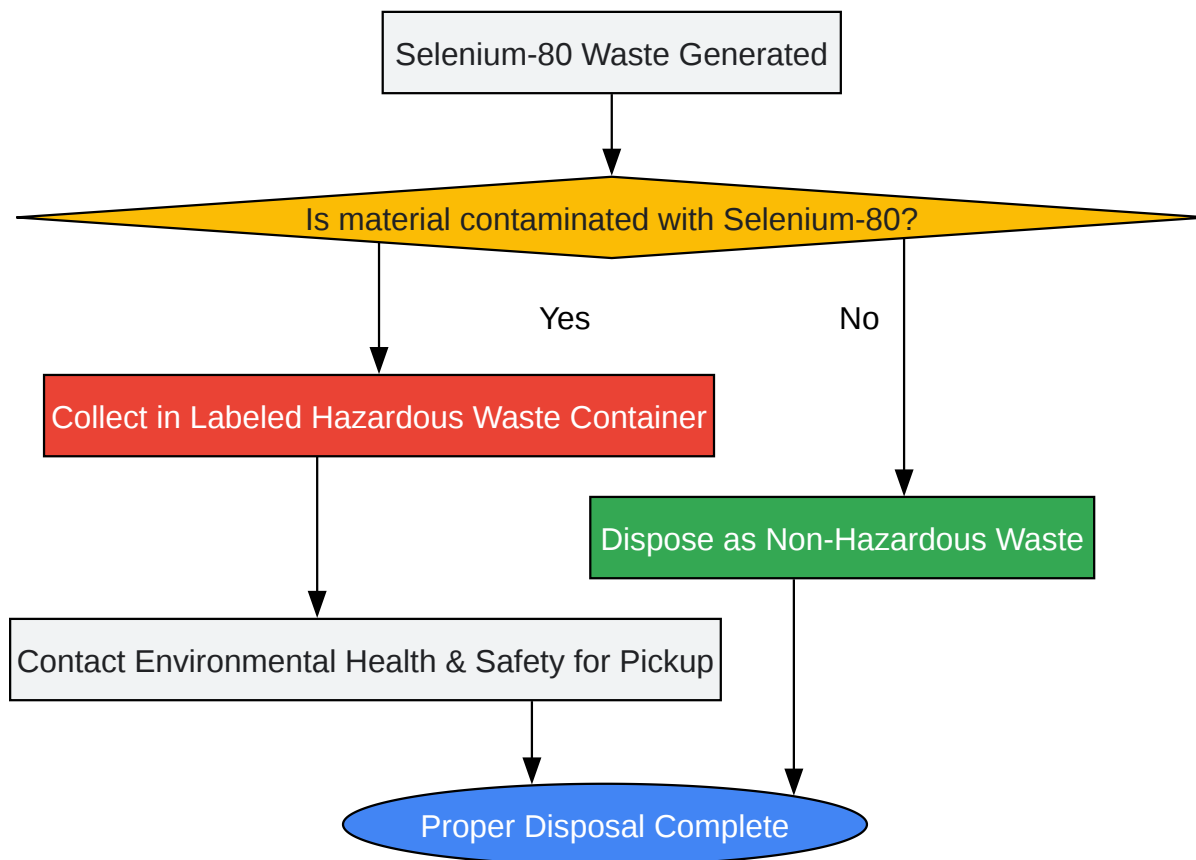 Selenium-80 Waste Generated
Is material contaminated with Selenium-80?
Yes
No
Collect in Labeled Hazardous Waste Container
Dispose as Non-Hazardous Waste
Contact Environmental Health & Safety for Pickup
Proper Disposal Complete